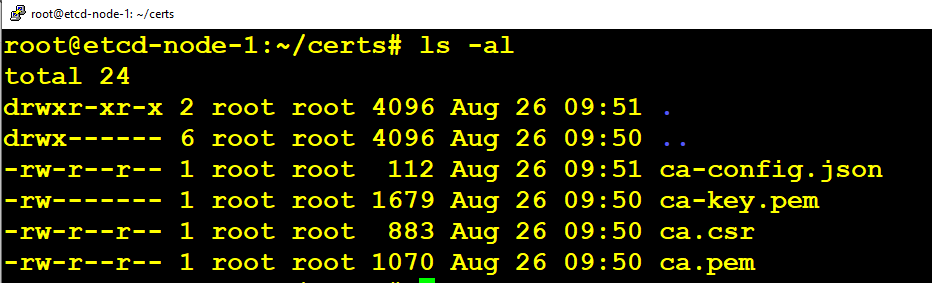 root@etcd-node-1: ~/certs
root@etcd-node-1:~/certs# ls -al
total 24
drwxr-xr-x 2 root root 4096 Aug 26 09:51 .
drwx------ 6 root root 4096 Aug 26 09:50 ..
-rw-r--r-- 1 root root  112 Aug 26 09:51 ca-config.json
-rw------- 1 root root 1679 Aug 26 09:50 ca-key.pem
-rw-r--r-- 1 root root  883 Aug 26 09:50 ca.csr
-rw-r--r-- 1 root root 1070 Aug 26 09:50 ca.pem